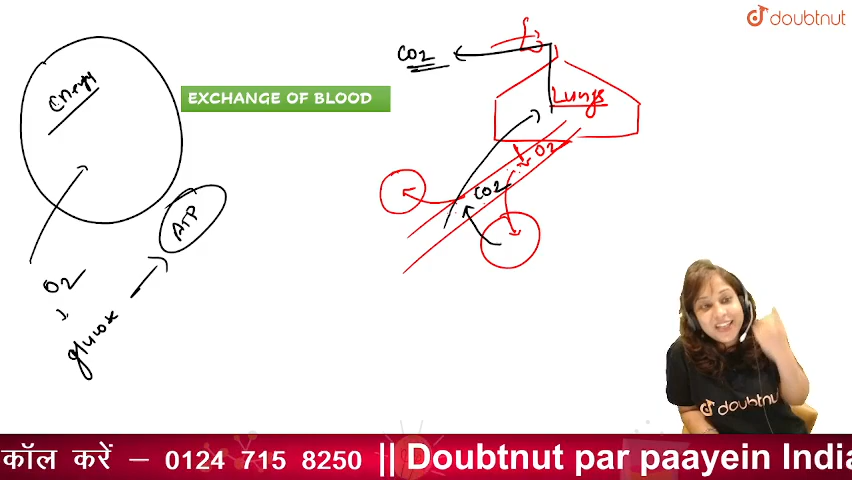 doubtnut
CO2
Energy
EXCHANGE OF BLOOD
Lungs
O2
CO2
ATP
O2
glucose
doubtnut
कॉल करें – 0124 715 8250 || Doubtnut par paayein India